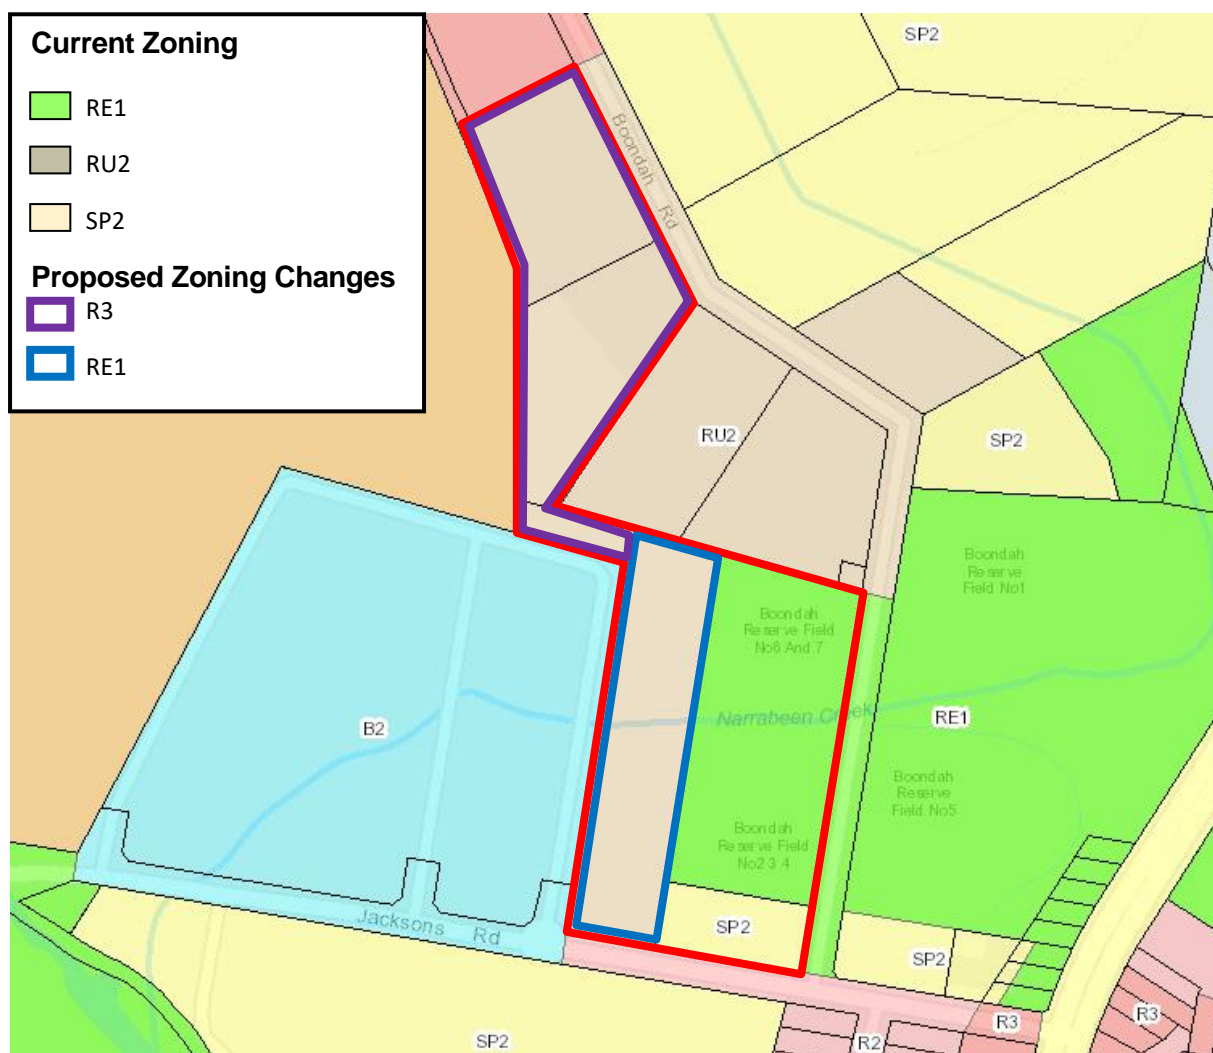 Current Zoning
RE1
RU2
SP2
Proposed Zoning Changes
R3
RE1
SP2
Boondah Rd
RU2
SP2
Boondah
Reserve
Field No1
Boondah
Reserve Field
No6 And 7
Narrabeen Creek
RE1
B2
Boondah
Reserve
Field No5
Boondah
Reserve Field
No2 3 4
Jacksons Rd
SP2
SP2
R3
R3
R2
SP2